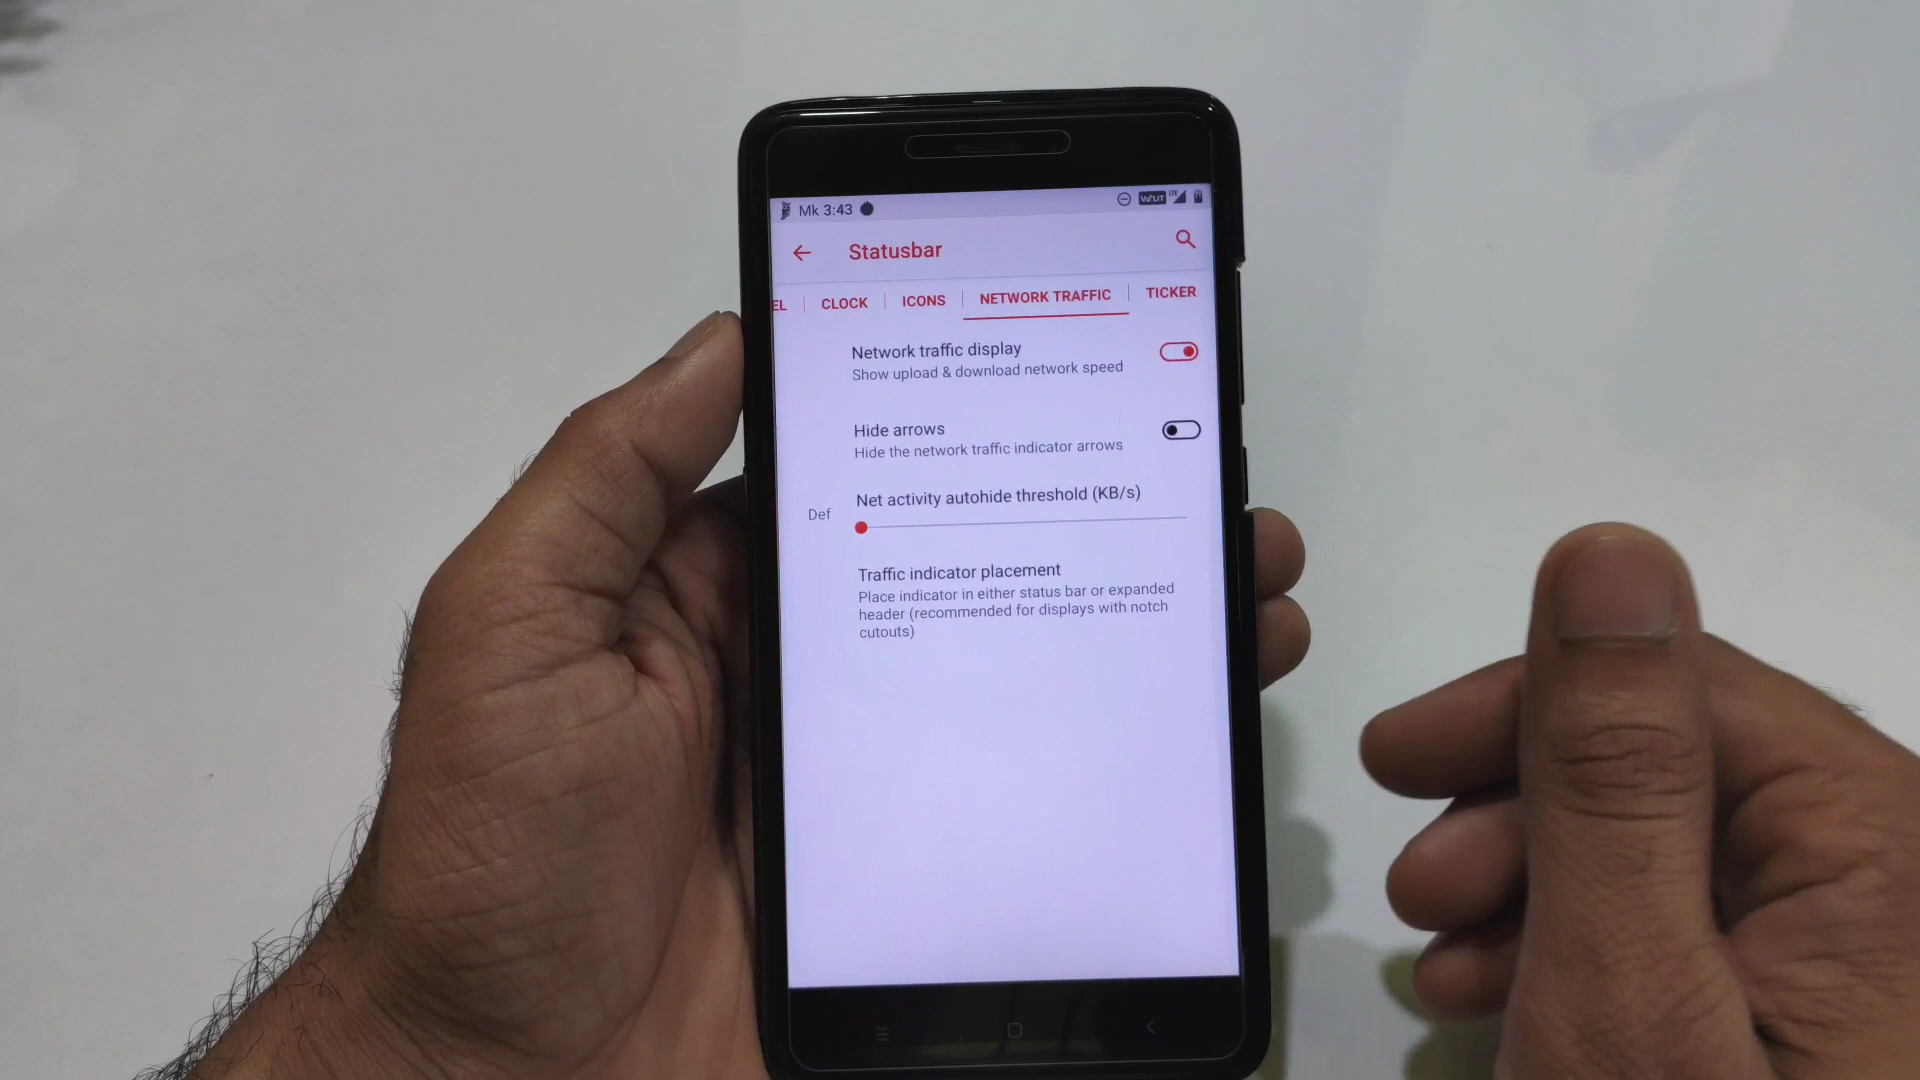 Mk 3:43
LTE
Statusbar
EL CLOCK ICONS NETWORK TRAFFIC TICKER
Network traffic display
Show upload & download network speed
Hide arrows
Hide the network traffic indicator arrows
Net activity autohide threshold (KB/s)
Def
Traffic indicator placement
Place indicator in either status bar or expanded
header (recommended for displays with notch
cutouts)